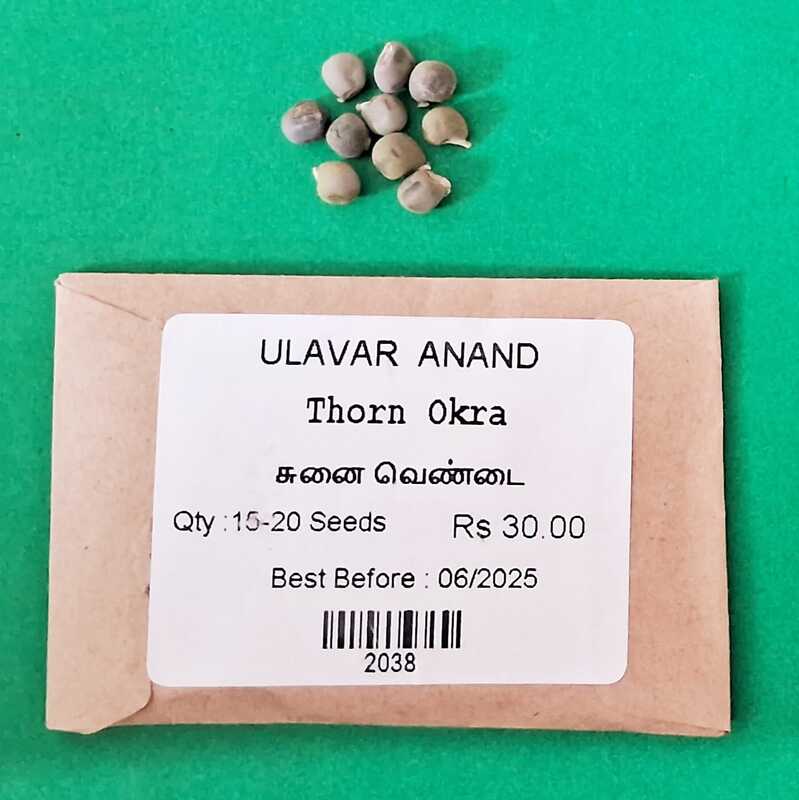 ULAVAR ANAND
Thorn Okra
சுனை வெண்டை
Qty : 15-20 Seeds Rs 30.00
Best Before : 06/2025
2038